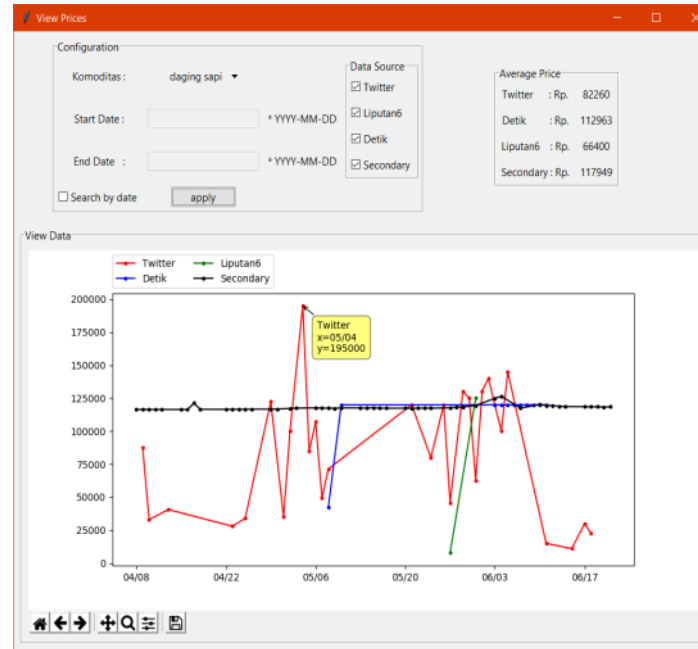 View Prices
Configuration
Komoditas : daging sapi
Start Date : * YYYY-MM-DD
End Date : * YYYY-MM-DD
Search by date apply
Data Source
Twitter
Liputan6
Detik
Secondary
Average Price
Twitter : Rp. 82260
Detik : Rp. 112963
Liputan6 : Rp. 66400
Secondary : Rp. 117949
View Data
Twitter Liputan6
Detik Secondary
200000
175000
150000
125000
100000
75000
50000
25000
0
Twitter
x=05/04
y=195000
04/08 04/22 05/06 05/20 06/03 06/17